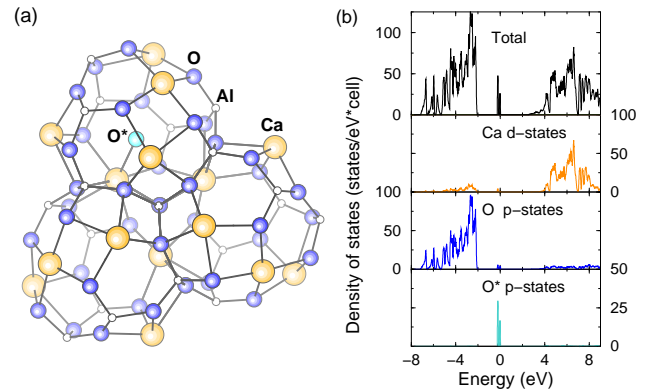 (a)
O
Al
O*
Ca
(b)
Density of states (states/eV*cell)
Total
100
50
0
Ca d−states
100
50
0
O p−states
100
50
0
O* p−states
50
25
0
−8 −4 0 4 8
Energy (eV)